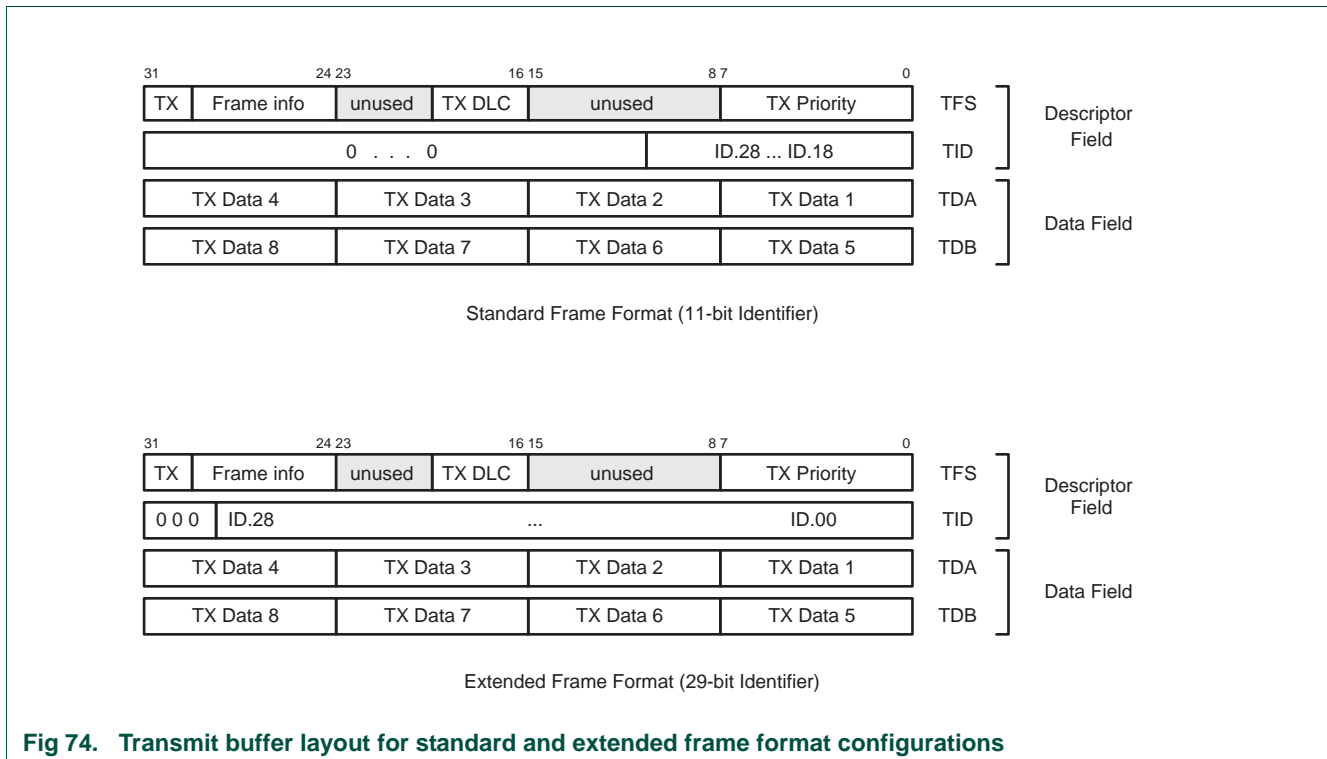 31 24 23 16 15 8 7 0
TX Frame info unused TX DLC unused TX Priority TFS
Descriptor
Field
0 . . . 0 ID.28 ... ID.18 TID
TX Data 4 TX Data 3 TX Data 2 TX Data 1 TDA
Data Field
TX Data 8 TX Data 7 TX Data 6 TX Data 5 TDB
Standard Frame Format (11-bit Identifier)
31 24 23 16 15 8 7 0
TX Frame info unused TX DLC unused TX Priority TFS
Descriptor
Field
0 0 0 ID.28 ... ID.00 TID
TX Data 4 TX Data 3 TX Data 2 TX Data 1 TDA
Data Field
TX Data 8 TX Data 7 TX Data 6 TX Data 5 TDB
Extended Frame Format (29-bit Identifier)
Fig 74. Transmit buffer layout for standard and extended frame format configurations